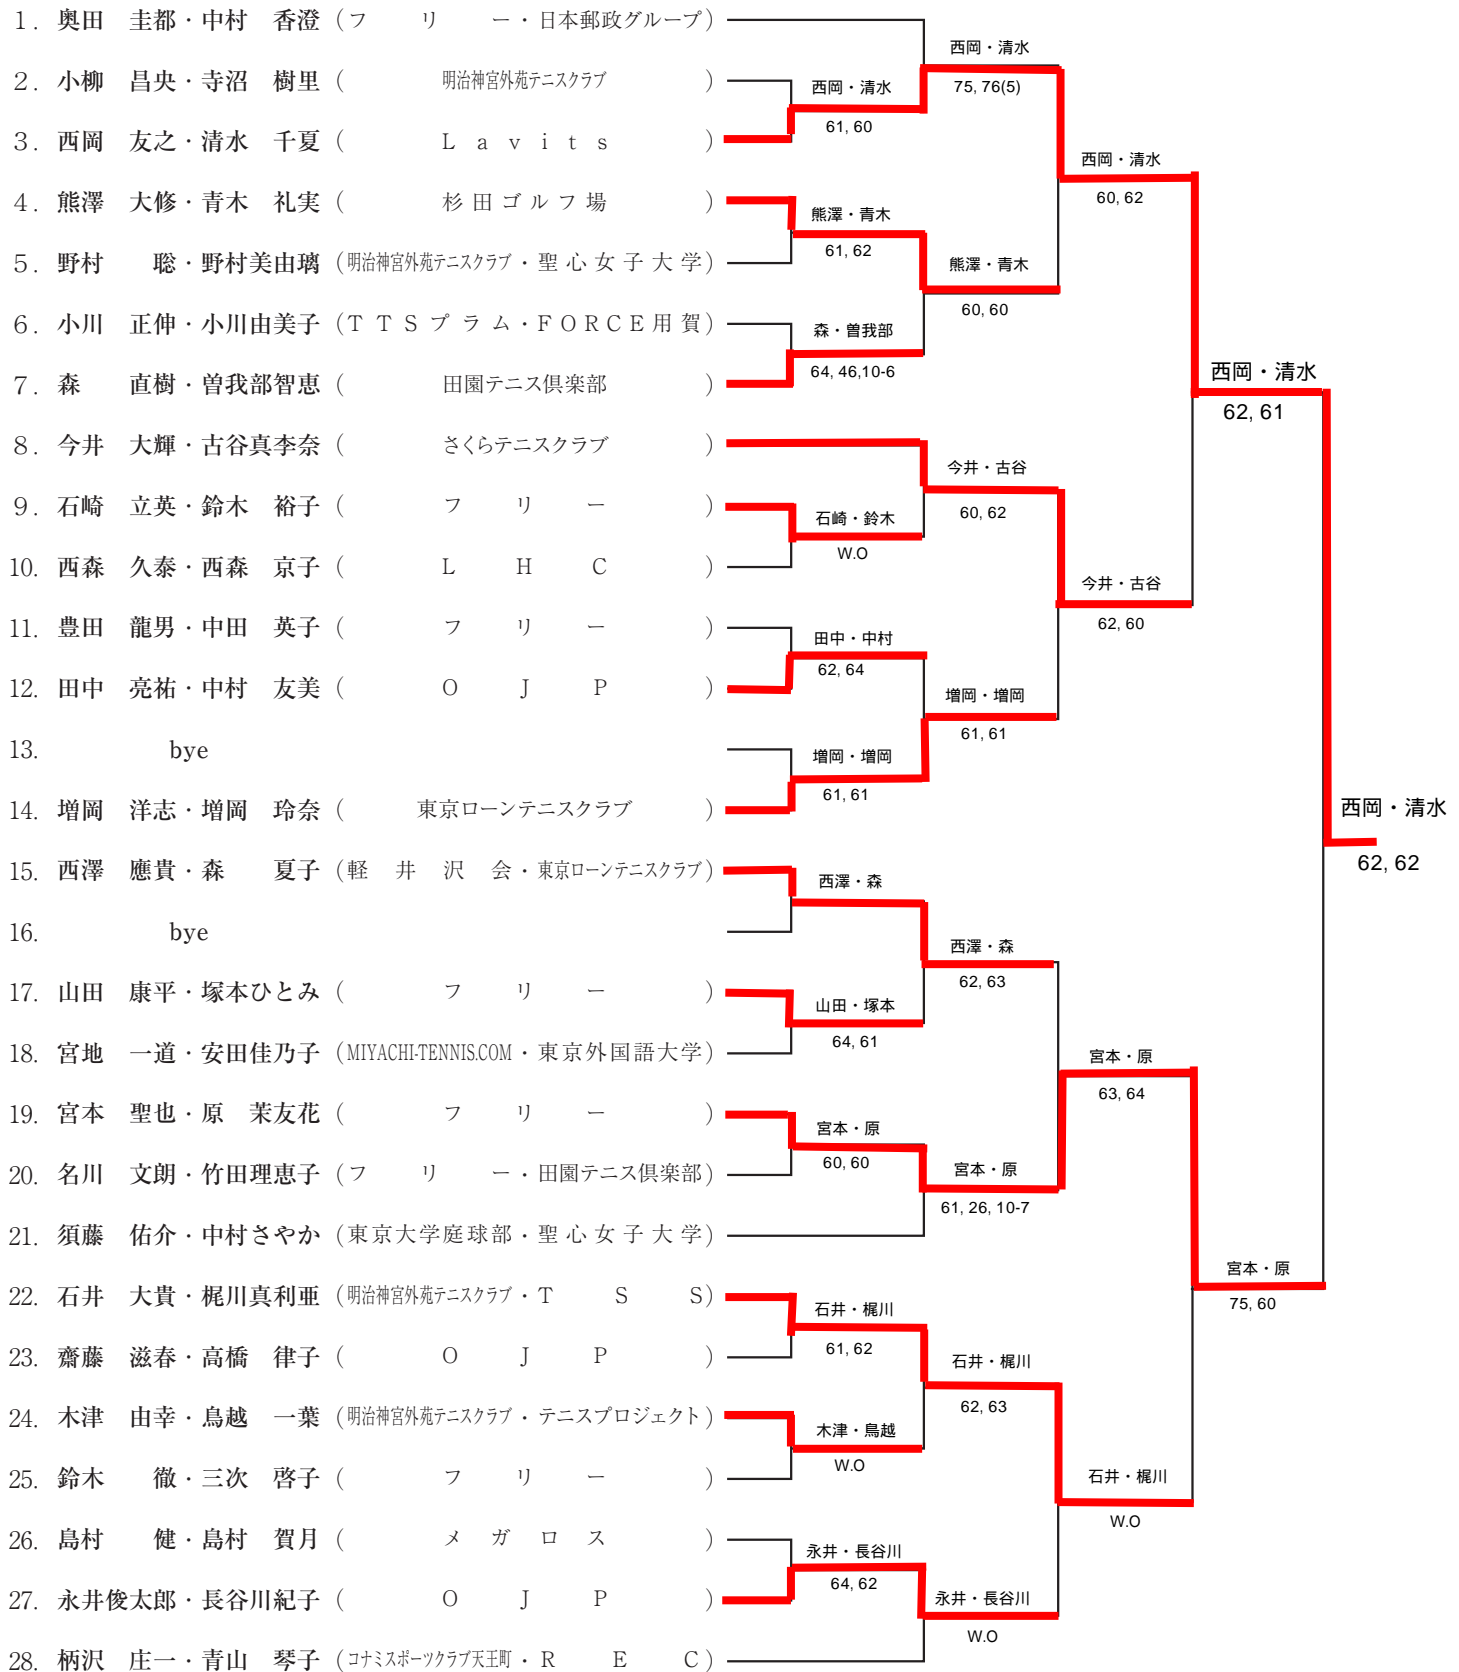 1. 奥田 圭都・中村 香澄 (フリー・日本郵政グループ)
2. 小柳 昌央・寺沼 樹里 (明治神宮外苑テニスクラブ)
3. 西岡 友之・清水 千夏 (Lavits)
4. 熊澤 大修・青木 礼実 (杉田ゴルフ場)
5. 野村 聡・野村美由璃 (明治神宮外苑テニスクラブ・聖心女子大学)
6. 小川 正伸・小川由美子 (TTSプラム・FORCE用賀)
7. 森 直樹・曽我部智恵 (田園テニス倶楽部)
8. 今井 大輝・古谷真李奈 (さくらテニスクラブ)
9. 石崎 立英・鈴木 裕子 (フリー)
10. 西森 久泰・西森 京子 (LHC)
11. 豊田 龍男・中田 英子 (フリー)
12. 田中 亮祐・中村 友美 (OJP)
13. bye
14. 増岡 洋志・増岡 玲奈 (東京ローンテニスクラブ)
15. 西澤 應貴・森 夏子 (軽井沢会・東京ローンテニスクラブ)
16. bye
17. 山田 康平・塚本ひとみ (フリー)
18. 宮地 一道・安田佳乃子 (MIYACHI-TENNIS.COM・東京外国語大学)
19. 宮本 聖也・原 茉友花 (フリー)
20. 名川 文朗・竹田理恵子 (フリー・田園テニス倶楽部)
21. 須藤 佑介・中村さやか (東京大学庭球部・聖心女子大学)
22. 石井 大貴・梶川真利亜 (明治神宮外苑テニスクラブ・TSS)
23. 齋藤 滋春・高橋 律子 (OJP)
24. 木津 由幸・鳥越 一葉 (明治神宮外苑テニスクラブ・テニスプロジェクト)
25. 鈴木 徹・三次 啓子 (フリー)
26. 島村 健・島村 賀月 (メガロス)
27. 永井俊太郎・長谷川紀子 (OJP)
28. 柄沢 庄一・青山 琴子 (コナミスポーツクラブ天王町・REC)
西岡・清水
61, 60
熊澤・青木
61, 62
森・曽我部
64, 46,10-6
石崎・鈴木
W.O
田中・中村
62, 64
増岡・増岡
61, 61
西澤・森
山田・塚本
64, 61
宮本・原
60, 60
石井・梶川
61, 62
木津・鳥越
W.O
永井・長谷川
64, 62
西岡・清水
75, 76(5)
熊澤・青木
60, 60
今井・古谷
60, 62
増岡・増岡
61, 61
西澤・森
62, 63
宮本・原
61, 26, 10-7
石井・梶川
62, 63
永井・長谷川
W.O
西岡・清水
60, 62
今井・古谷
62, 60
宮本・原
63, 64
石井・梶川
W.O
西岡・清水
62, 61
宮本・原
75, 60
西岡・清水
62, 62